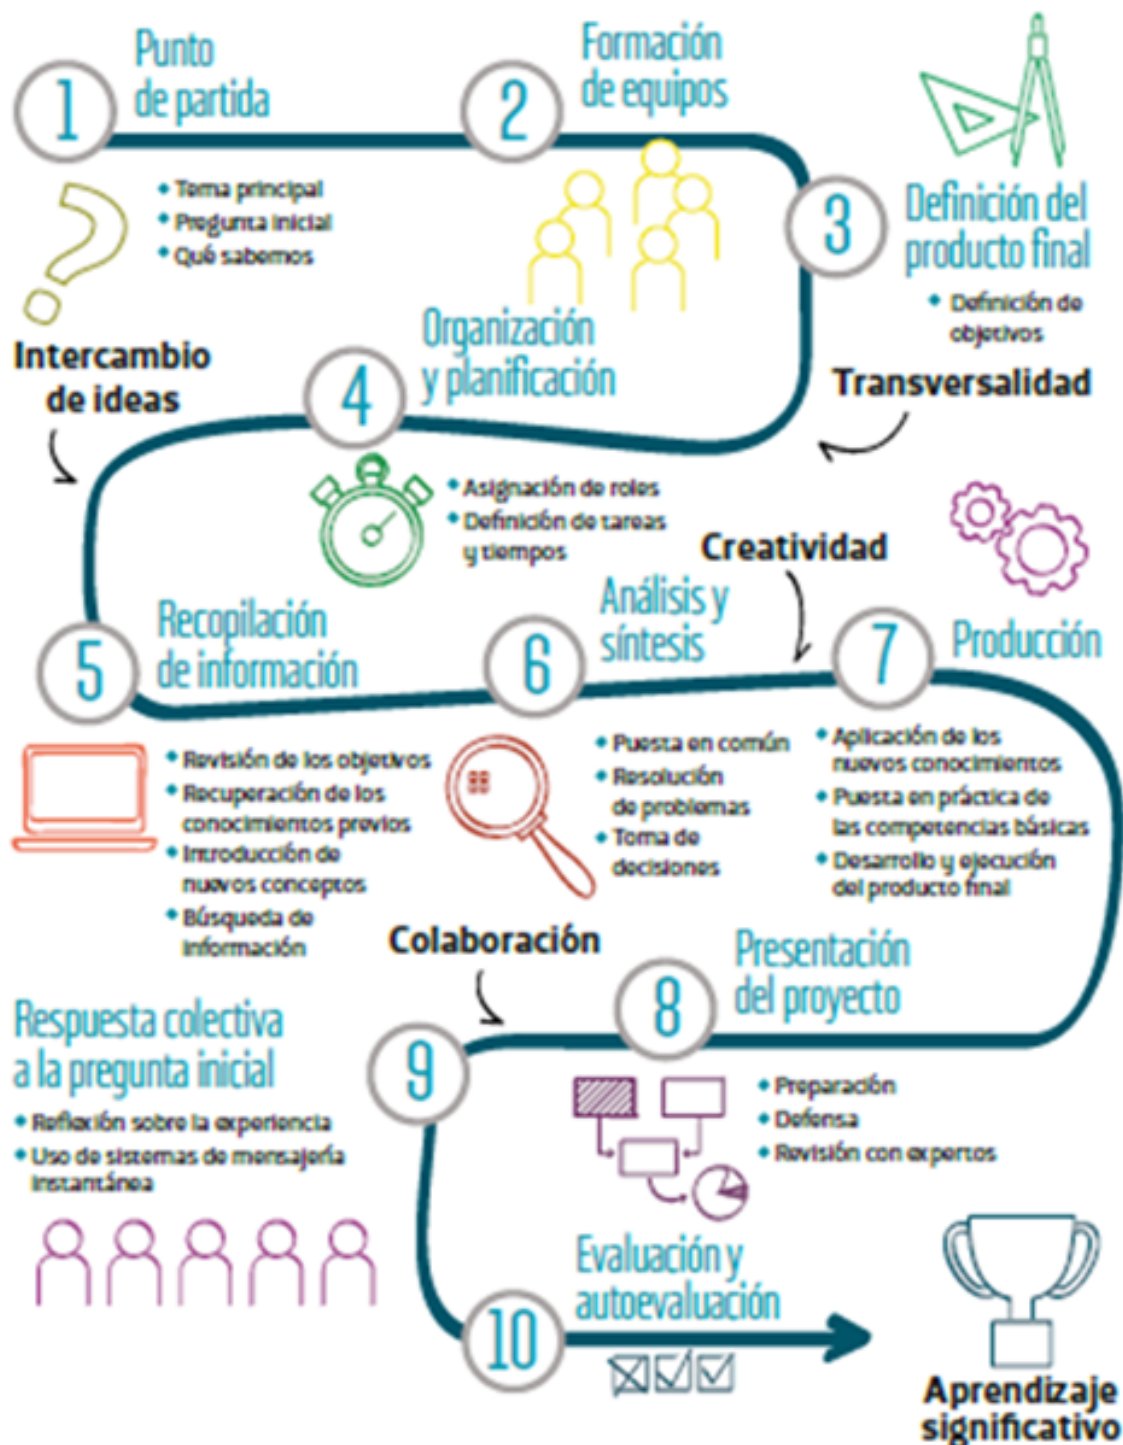 1
Punto
de partida
◆ Tema principal
◆ Pregunta inicial
◆ Qué sabemos
2
Formación
de equipos
3
Definición del
producto final
◆ Definición de
objetivos
Transversalidad
4
Organización
y planificación
◆ Asignación de roles
◆ Definición de tareas
y tiempos
Intercambio
de ideas
5
Recopilación
de información
◆ Revisión de los objetivos
◆ Recuperación de los
conocimientos previos
◆ Introducción de
nuevos conceptos
◆ Búsqueda de
información
6
Análisis y
síntesis
◆ Puesta en común
◆ Resolución
de problemas
◆ Toma de
decisiones
Creatividad
7
Producción
◆ Aplicación de los
nuevos conocimientos
◆ Puesta en práctica de
las competencias básicas
◆ Desarrollo y ejecución
del producto final
8
Presentación
del proyecto
◆ Preparación
◆ Defensa
◆ Revisión con expertos
Colaboración
9
Respuesta colectiva
a la pregunta inicial
◆ Reflexión sobre la experiencia
◆ Uso de sistemas de mensajería
instantánea
10
Evaluación y
autoevaluación
Aprendizaje
significativo